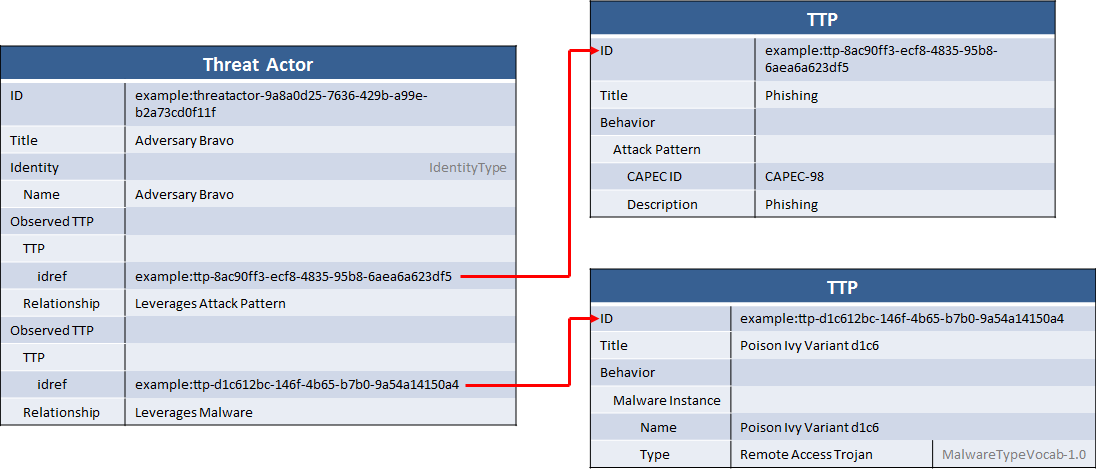 Threat Actor
ID example:threatactor-9a8a0d25-7636-429b-a99e-
b2a73cd0f11f
Title Adversary Bravo
Identity IdentityType
Name Adversary Bravo
Observed TTP
TTP
idref example:ttp-8ac90ff3-ecf8-4835-95b8-6aea6a623df5
Relationship Leverages Attack Pattern
Observed TTP
TTP
idref example:ttp-d1c612bc-146f-4b65-b7b0-9a54a14150a4
Relationship Leverages Malware
TTP
ID example:ttp-8ac90ff3-ecf8-4835-95b8-
6aea6a623df5
Title Phishing
Behavior
Attack Pattern
CAPEC ID CAPEC-98
Description Phishing
TTP
ID example:ttp-d1c612bc-146f-4b65-b7b0-9a54a14150a4
Title Poison Ivy Variant d1c6
Behavior
Malware Instance
Name Poison Ivy Variant d1c6
Type Remote Access Trojan MalwareTypeVocab-1.0